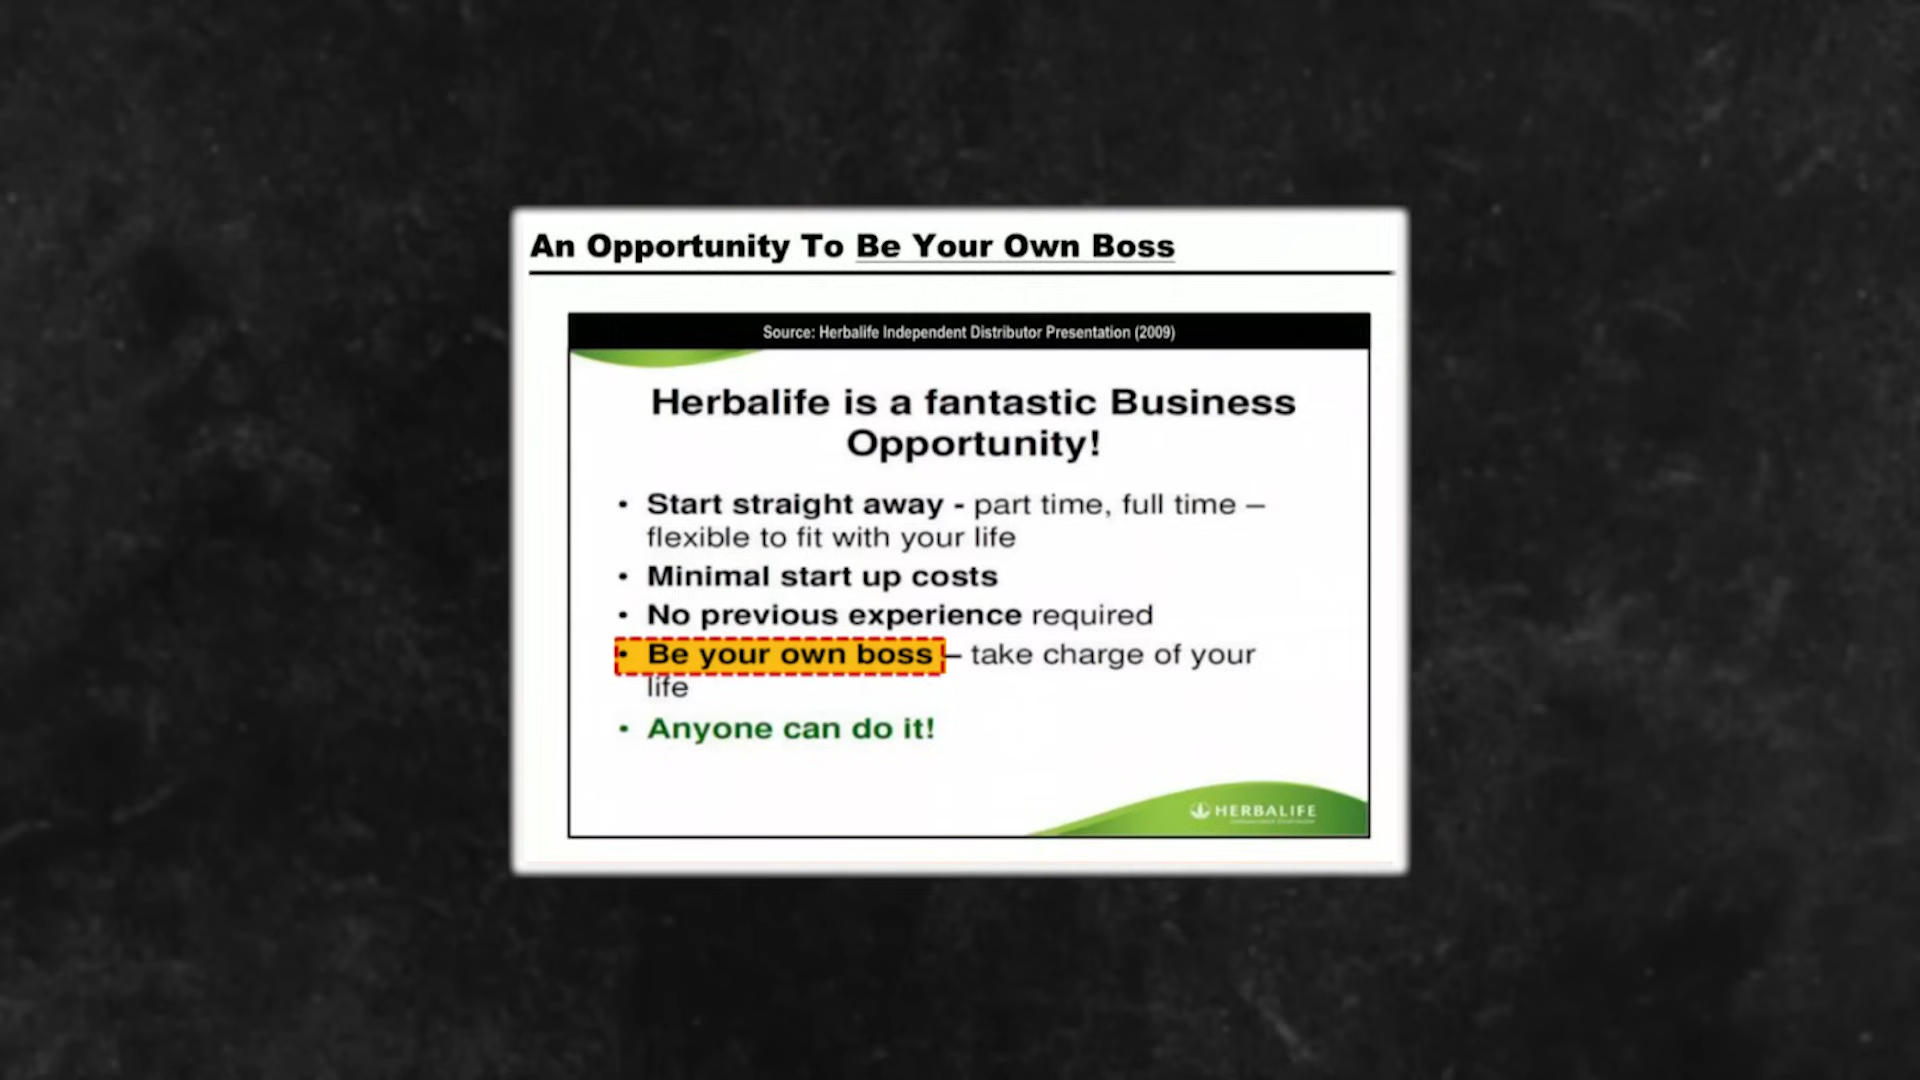 An Opportunity To Be Your Own Boss
Source: Herbalife Independent Distributor Presentation (2009)
Herbalife is a fantastic Business
Opportunity!
• Start straight away - part time, full time –
flexible to fit with your life
• Minimal start up costs
• No previous experience required
• Be your own boss – take charge of your
life
• Anyone can do it!
HERBALIFE